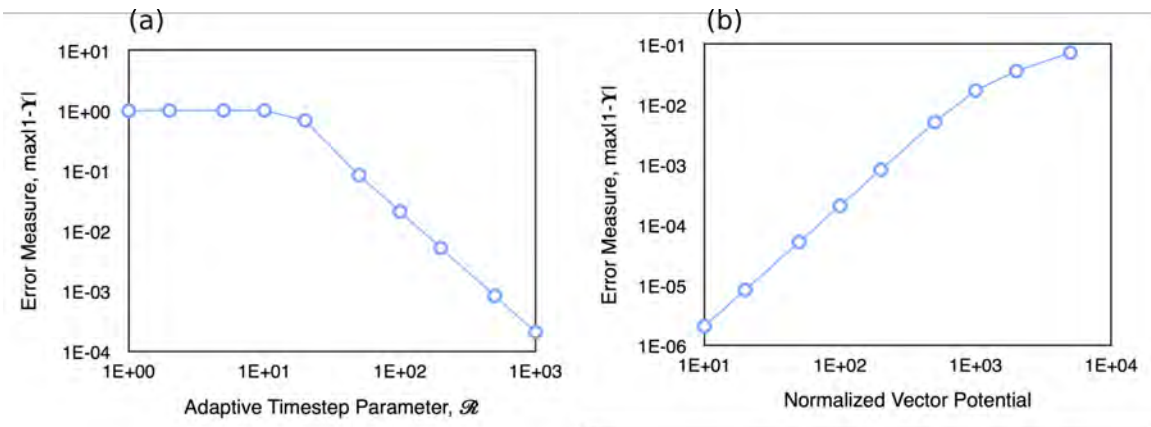 (a)
1E+01
1E+00
1E-01
1E-02
1E-03
1E-04
Error Measure, max|1-ϒ|
1E+00 1E+01 1E+02 1E+03
Adaptive Timestep Parameter, ℛ
(b)
1E-01
1E-02
1E-03
1E-04
1E-05
1E-06
Error Measure, max|1-ϒ|
1E+01 1E+02 1E+03 1E+04
Normalized Vector Potential